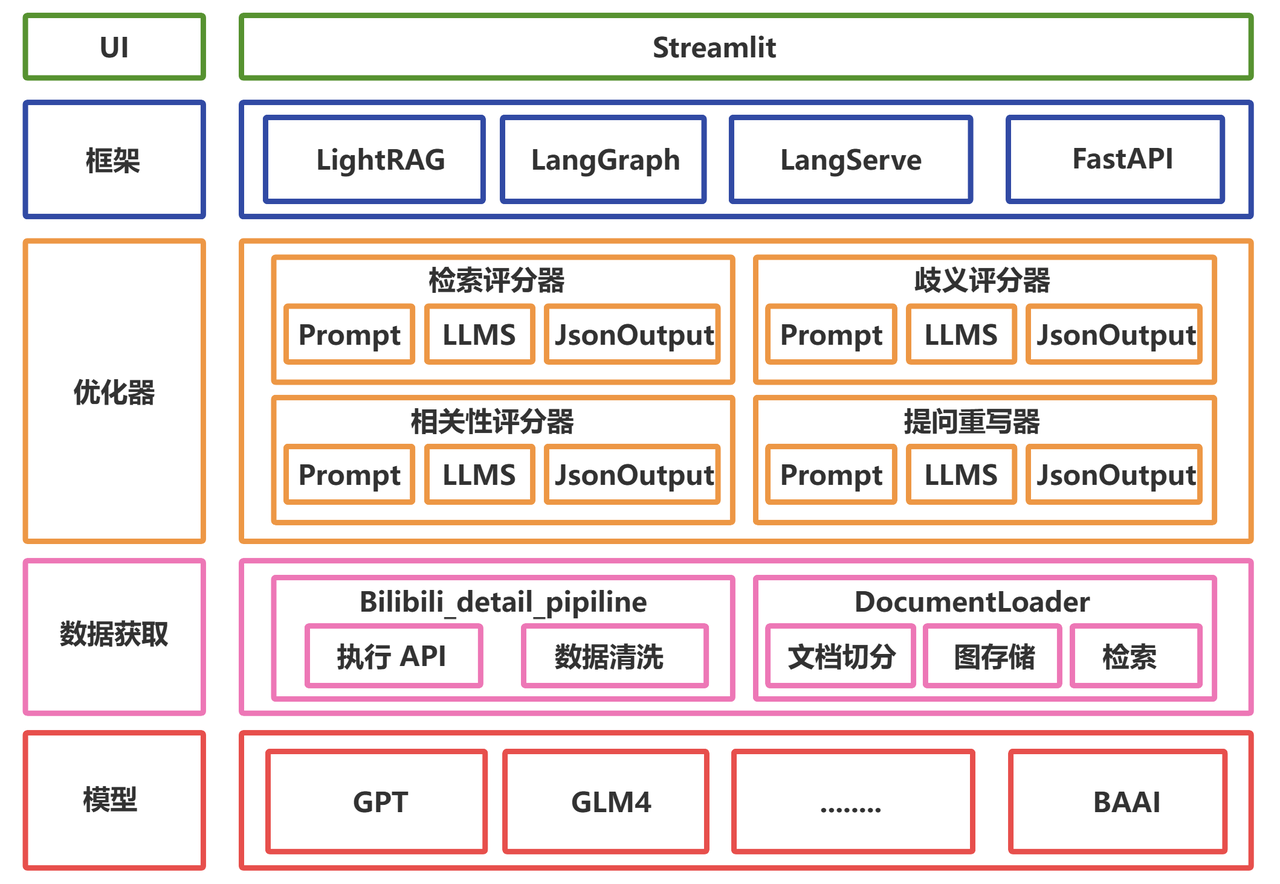 UI
Streamlit
框架
LightRAG
LangGraph
LangServe
FastAPI
优化器
检索评分器
Prompt
LLMS
JsonOutput
歧义评分器
Prompt
LLMS
JsonOutput
相关性评分器
Prompt
LLMS
JsonOutput
提问重写器
Prompt
LLMS
JsonOutput
数据获取
Bilibili_detail_pipiline
执行 API
数据清洗
DocumentLoader
文档切分
图存储
检索
模型
GPT
GLM4
........
BAAI